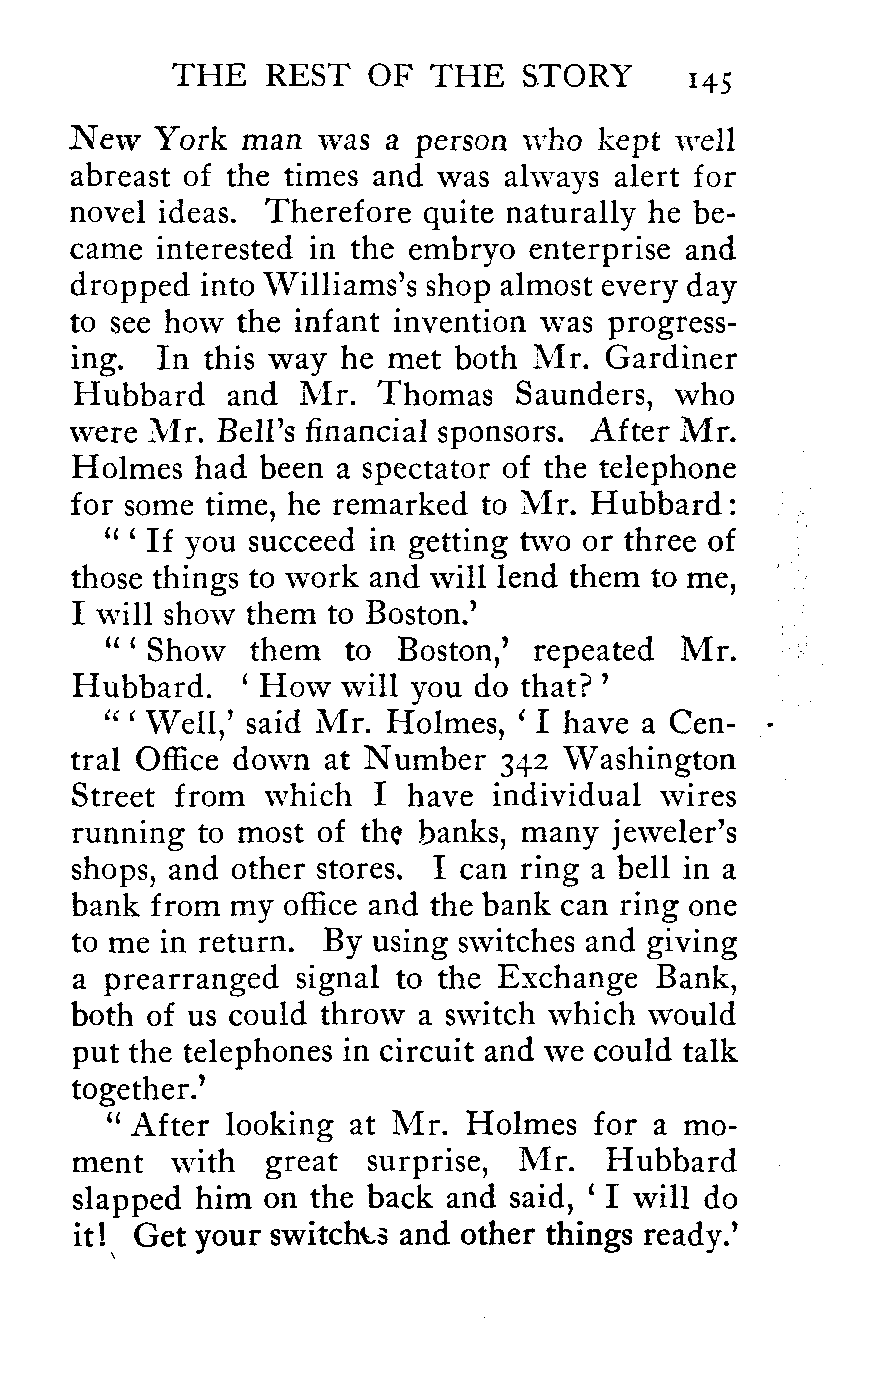 THE REST OF THE STORY 145
New York man was a person who kept well
abreast of the times and was always alert for
novel ideas. Therefore quite naturally he be-
came interested in the embryo enterprise and
dropped into Williams's shop almost every day
to see how the infant invention was progress-
ing. In this way he met both Mr. Gardiner
Hubbard and Mr. Thomas Saunders, who
were Mr. Bell's financial sponsors. After Mr.
Holmes had been a spectator of the telephone
for some time, he remarked to Mr. Hubbard:
" ' If you succeed in getting two or three of
those things to work and will lend them to me,
I will show them to Boston.'
" ' Show them to Boston,' repeated Mr.
Hubbard. ' How will you do that? '
" ' Well,' said Mr. Holmes, ' I have a Cen-
tral Office down at Number 342 Washington
Street from which I have individual wires
running to most of the banks, many jeweler's
shops, and other stores. I can ring a bell in a
bank from my office and the bank can ring one
to me in return. By using switches and giving
a prearranged signal to the Exchange Bank,
both of us could throw a switch which would
put the telephones in circuit and we could talk
together.'
" After looking at Mr. Holmes for a mo-
ment with great surprise, Mr. Hubbard
slapped him on the back and said, ' I will do
it! Get your switches and other things ready.'